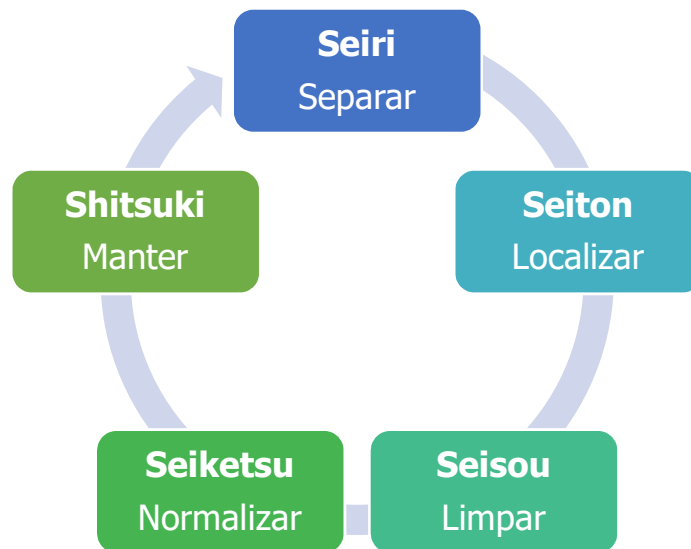 Seiri
Separar
Seiton
Localizar
Seisou
Limpar
Seiketsu
Normalizar
Shitsuki
Manter